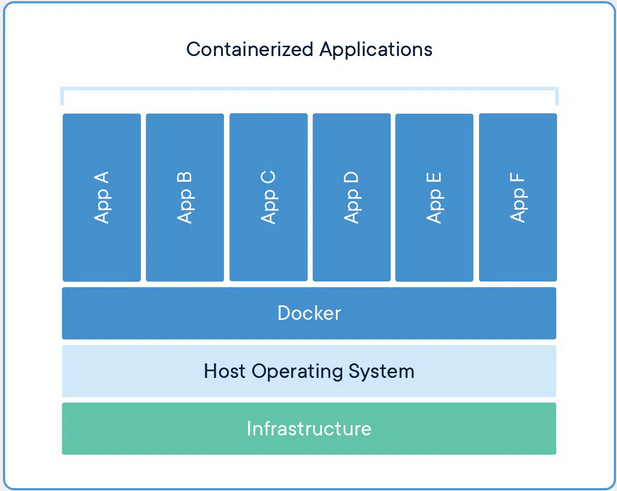 Containerized Applications
App A
App B
App C
App D
App E
App F
Docker
Host Operating System
Infrastructure